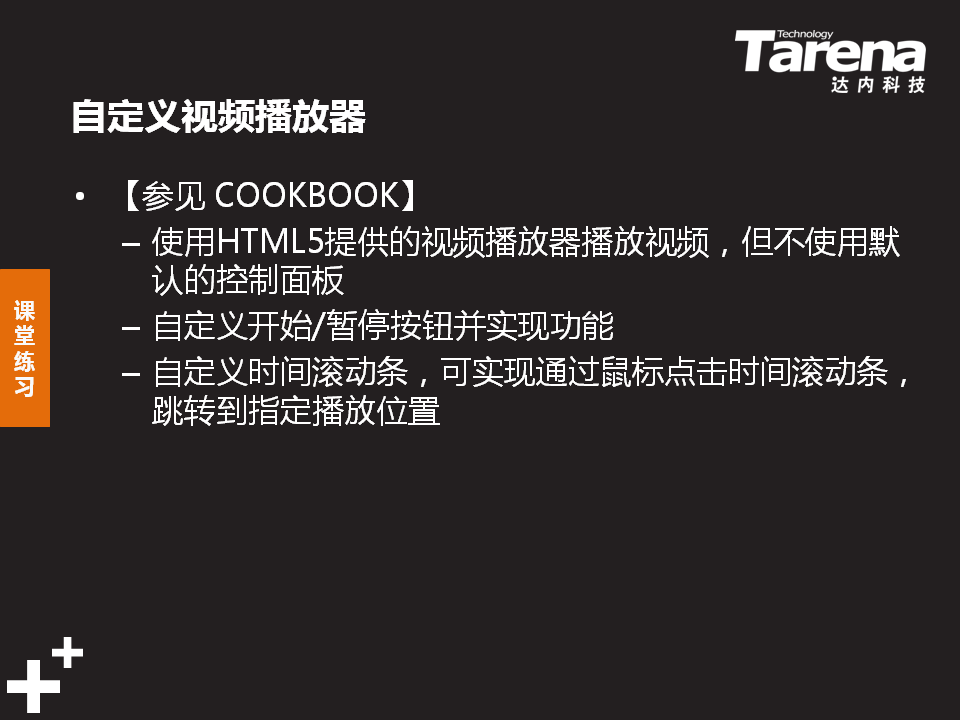 Technology
Tarena
达内科技
自定义视频播放器
• 【参见 COOKBOOK】
– 使用HTML5提供的视频播放器播放视频，但不使用默
认的控制面板
– 自定义开始/暂停按钮并实现功能
– 自定义时间滚动条，可实现通过鼠标点击时间滚动条，
跳转到指定播放位置
课
堂
练
习